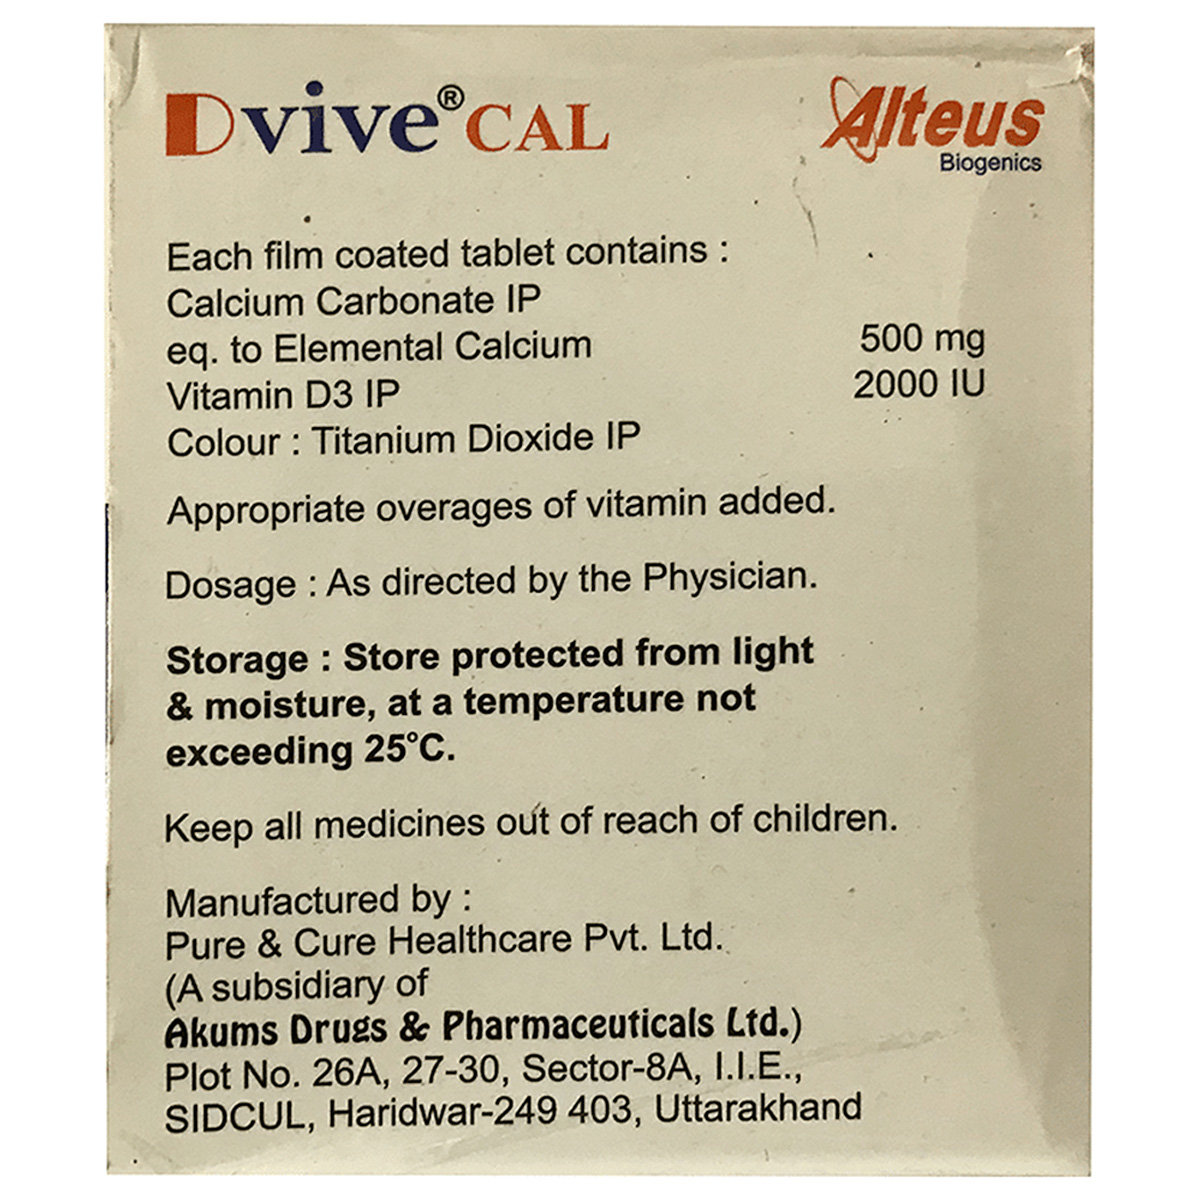 Dvive® CAL
Alteus
Biogenics
Each film coated tablet contains :
Calcium Carbonate IP
eq. to Elemental Calcium 500 mg
Vitamin D3 IP 2000 IU
Colour : Titanium Dioxide IP
Appropriate overages of vitamin added.
Dosage : As directed by the Physician.
Storage : Store protected from light
& moisture, at a temperature not
exceeding 25°C.
Keep all medicines out of reach of children.
Manufactured by :
Pure & Cure Healthcare Pvt. Ltd.
(A subsidiary of
Akums Drugs & Pharmaceuticals Ltd.)
Plot No. 26A, 27-30, Sector-8A, I.I.E.,
SIDCUL, Haridwar-249 403, Uttarakhand